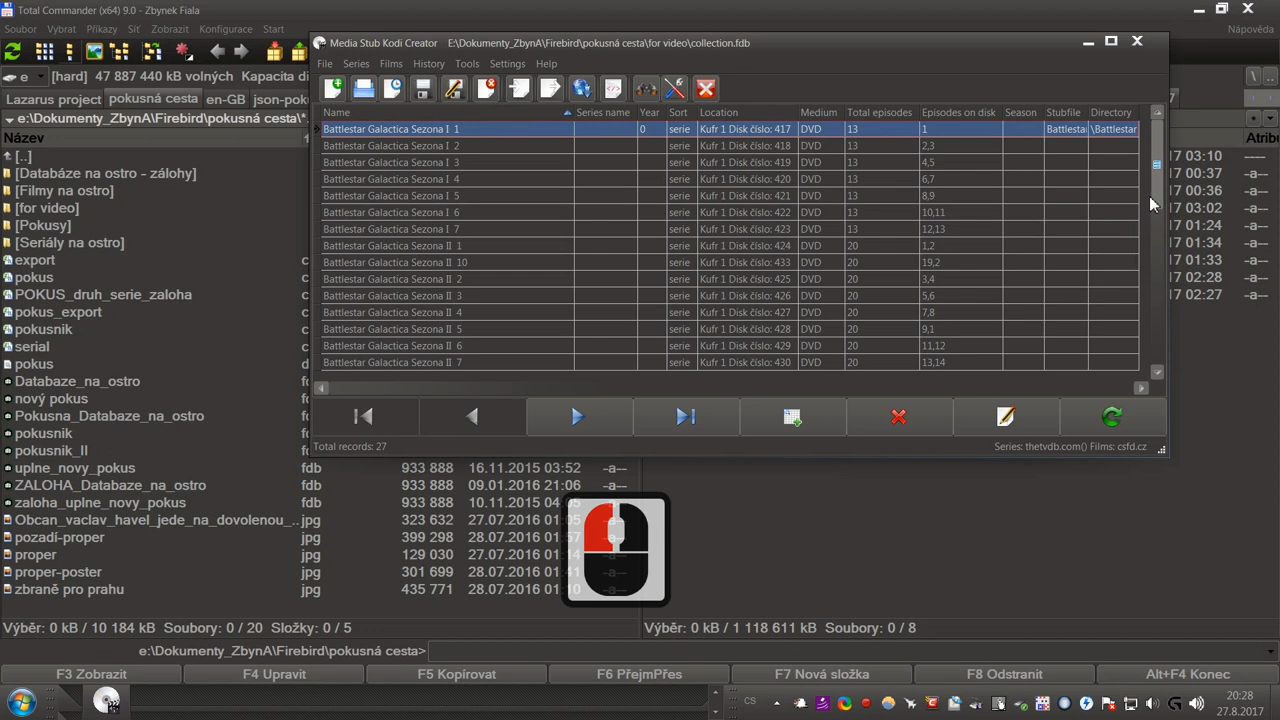 Total Commander (x64) 9.0 - Zbynek Fiala
Soubor Vybrat Příkazy Síť Zobrazit Konfigurace Start Nápověda
e [hard] 47 887 440 kB volných Kapacita di
Lazarus project pokusná cesta en-GB json-pok
e:\Dokumenty_ZbynA\Firebird\pokusná cesta\*
Název Atribu
[..] 03:10 ----
[Databáze na ostro - zálohy] 17 00:37 -a--
[Filmy na ostro] 17 00:36 -a--
[for video] 17 03:02 -a--
[Pokusy] 17 01:24 -a--
[Seriály na ostro] 17 01:34 -a--
export 17 01:33 -a--
pokus 17 02:28 -a--
POKUS_druh_serie_zaloha 17 02:27 -a--
pokus_export
pokusnik
serial
pokus
Databaze_na_ostro
nový pokus
Pokusna_Databaze_na_ostro
pokusnik
pokusnik_II
uplne_novy_pokus fdb 933 888 16.11.2015 03:52 -a--
ZALOHA_Databaze_na_ostro fdb 933 888 09.01.2016 21:06 -a--
zaloha_uplne_novy_pokus fdb 933 888 10.11.2015
Obcan_vaclav_havel_jede_na_dovolenou_.. jpg 323 632 27.07.2016
pozadí-proper jpg 399 298 28.07.2016
proper jpg 129 030 27.07.2016
proper-poster jpg 301 699 28.07.2016
zbraně pro prahu jpg 435 771 28.07.2016
Media Stub Kodi Creator E:\Dokumenty_ZbynA\Firebird\pokusná cesta\for video\collection.fdb
File Series Films History Tools Settings Help
Name Series name Year Sort Location Medium Total episodes Episodes on disk Season Stubfile Directory
Battlestar Galactica Sezona I 1 0 serie Kufr 1 Disk číslo: 417 DVD 13 1 Battlestar \Battlestar
Battlestar Galactica Sezona I 2 serie Kufr 1 Disk číslo: 418 DVD 13 2,3
Battlestar Galactica Sezona I 3 serie Kufr 1 Disk číslo: 419 DVD 13 4,5
Battlestar Galactica Sezona I 4 serie Kufr 1 Disk číslo: 420 DVD 13 6,7
Battlestar Galactica Sezona I 5 serie Kufr 1 Disk číslo: 421 DVD 13 8,9
Battlestar Galactica Sezona I 6 serie Kufr 1 Disk číslo: 422 DVD 13 10,11
Battlestar Galactica Sezona I 7 serie Kufr 1 Disk číslo: 423 DVD 13 12,13
Battlestar Galactica Sezona II 1 serie Kufr 1 Disk číslo: 424 DVD 20 1,2
Battlestar Galactica Sezona II 10 serie Kufr 1 Disk číslo: 433 DVD 20 19,2
Battlestar Galactica Sezona II 2 serie Kufr 1 Disk číslo: 425 DVD 20 3,4
Battlestar Galactica Sezona II 3 serie Kufr 1 Disk číslo: 426 DVD 20 5,6
Battlestar Galactica Sezona II 4 serie Kufr 1 Disk číslo: 427 DVD 20 7,8
Battlestar Galactica Sezona II 5 serie Kufr 1 Disk číslo: 428 DVD 20 9,1
Battlestar Galactica Sezona II 6 serie Kufr 1 Disk číslo: 429 DVD 20 11,12
Battlestar Galactica Sezona II 7 serie Kufr 1 Disk číslo: 430 DVD 20 13,14
Total records: 27 Series: thetvdb.com() Films: csfd.cz
Výběr: 0 kB / 10 184 kB Soubory: 0 / 20 Složky: 0 / 5 Výběr: 0 kB / 1 118 611 kB Soubory: 0 / 8
e:\Dokumenty_ZbynA\Firebird\pokusná cesta>
F3 Zobrazit F4 Upravit F5 Kopírovat F6 PřejmPřes F7 Nová složka F8 Odstranit Alt+F4 Konec
CS 20:28
27.8.2017